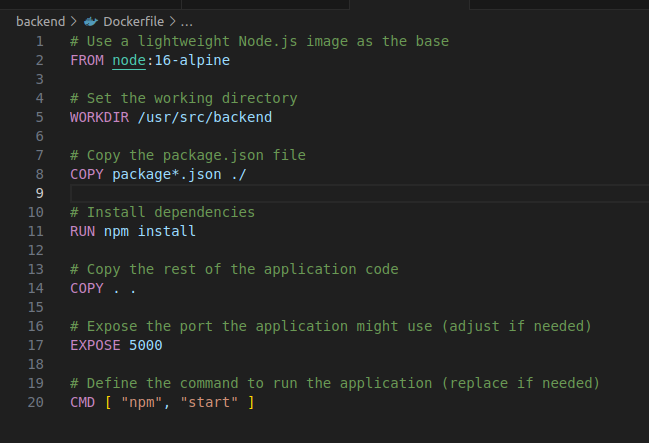 backend > Dockerfile > ...
1 # Use a lightweight Node.js image as the base
2 FROM node:16-alpine
3
4 # Set the working directory
5 WORKDIR /usr/src/backend
6
7 # Copy the package.json file
8 COPY package*.json ./
9
10 # Install dependencies
11 RUN npm install
12
13 # Copy the rest of the application code
14 COPY . .
15
16 # Expose the port the application might use (adjust if needed)
17 EXPOSE 5000
18
19 # Define the command to run the application (replace if needed)
20 CMD [ "npm", "start" ]